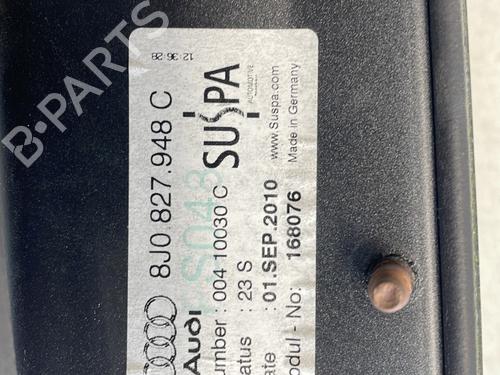 12:36:28
8J0 827.948 C
Audi
SUSPA
AUTOMOTIVE
umber : 004 10030 C
atus : 23 S
ate : 01.SEP.2010
www.Suspa.com
odul - No: 168076
Made in Germany
B-PARTS